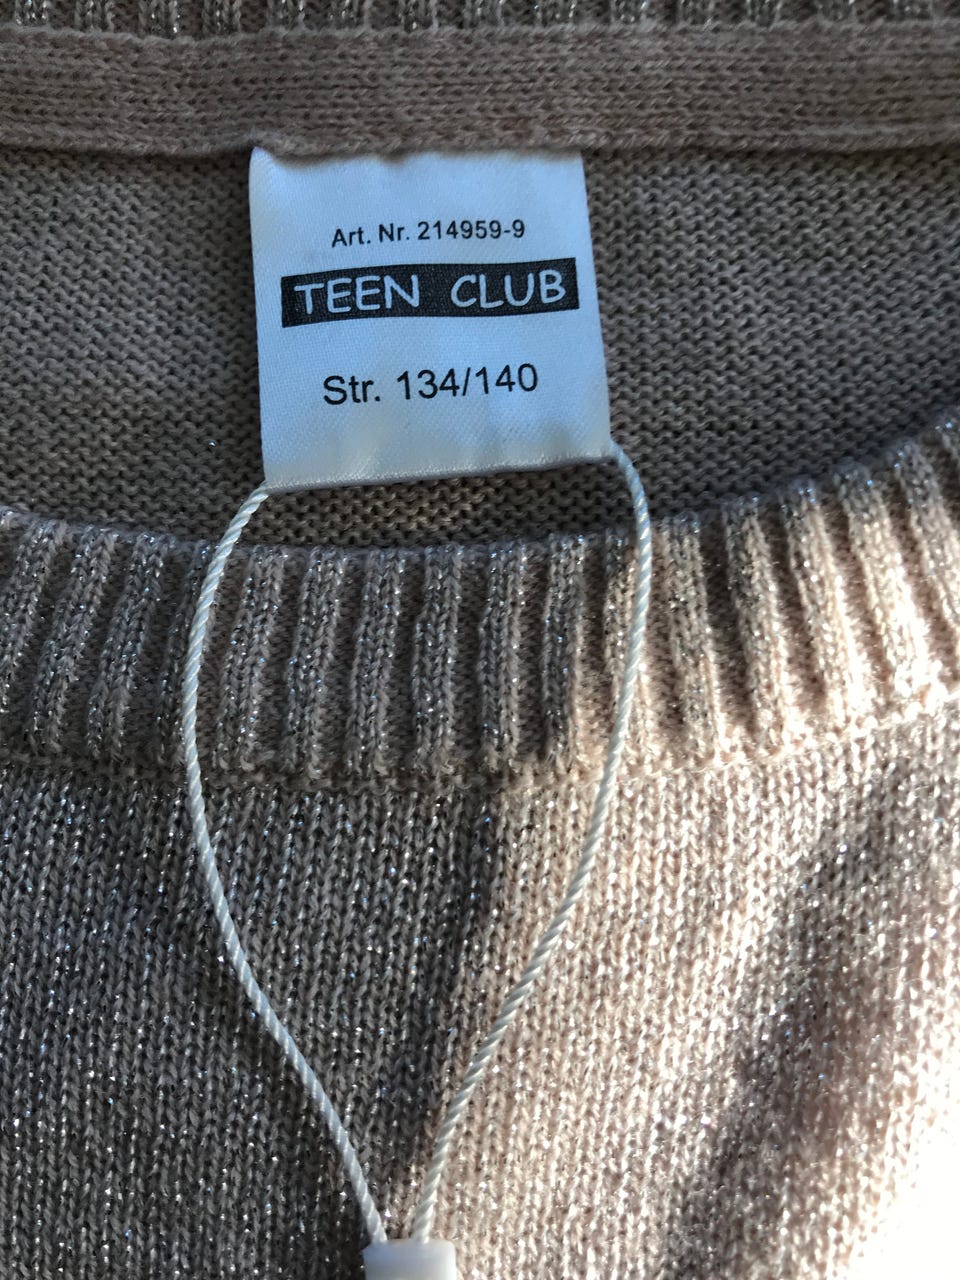 Art. Nr. 214959-9
TEEN CLUB
Str. 134/140